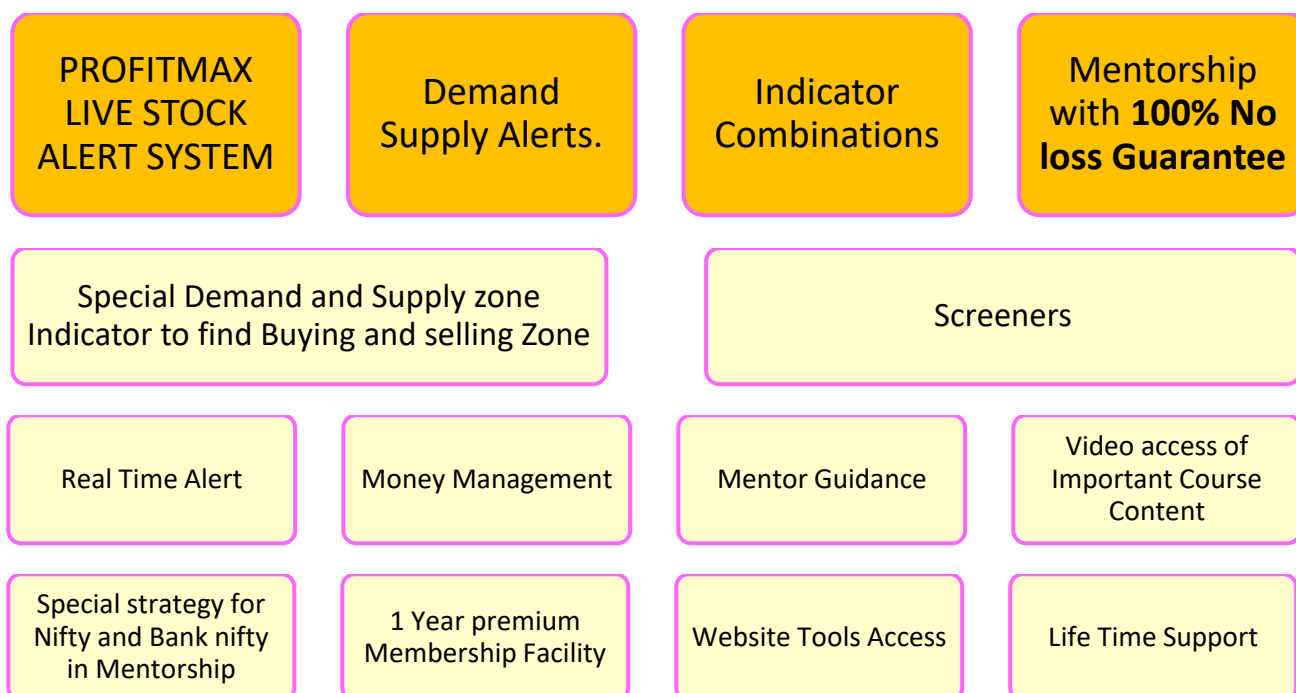 PROFITMAX
LIVE STOCK
ALERT SYSTEM
Demand
Supply Alerts.
Indicator
Combinations
Mentorship
with 100% No
loss Guarantee
Special Demand and Supply zone
Indicator to find Buying and selling Zone
Screeners
Real Time Alert
Money Management
Mentor Guidance
Video access of
Important Course
Content
Special strategy for
Nifty and Bank nifty
in Mentorship
1 Year premium
Membership Facility
Website Tools Access
Life Time Support